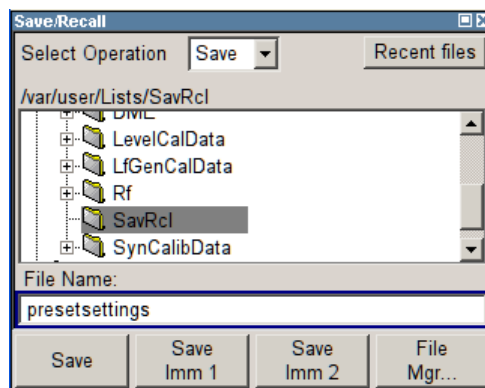 Save/Recall
Select Operation Save Recent files
/var/user/Lists/SavRcl
DME
LevelCalData
LfGenCalData
Rf
SavRcl
SynCalibData
File Name:
presetsettings
Save
Save Imm 1
Save Imm 2
File Mgr...